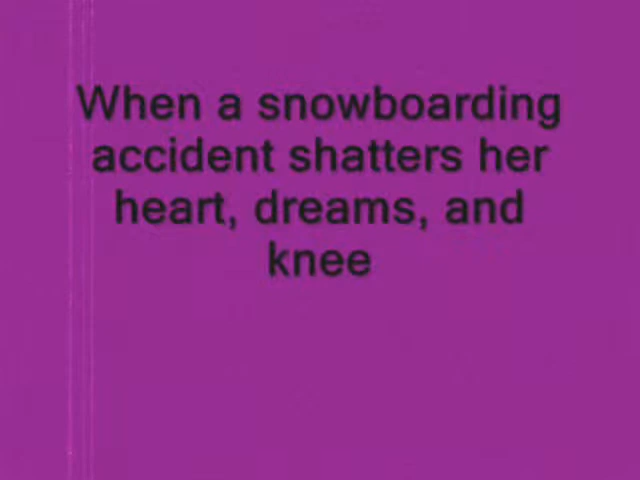 When a snowboarding
accident shatters her
heart, dreams, and
knee